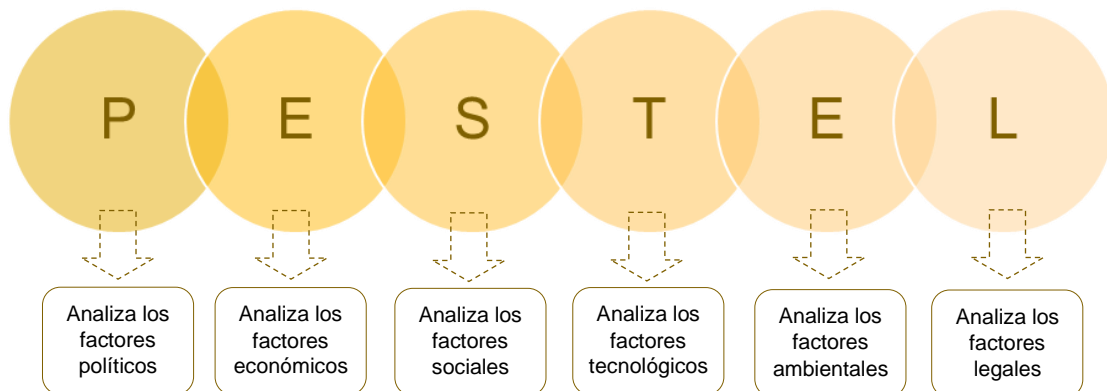 P E S T E L
Analiza los
factores
políticos
Analiza los
factores
económicos
Analiza los
factores
sociales
Analiza los
factores
tecnológicos
Analiza los
factores
ambientales
Analiza los
factores
legales